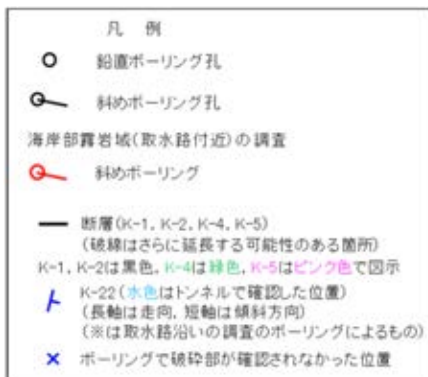 凡 例
鉛直ボーリング孔
斜めボーリング孔
海岸部露岩域(取水路付近)の調査
斜めボーリング
断層(K-1, K-2, K-4, K-5)
(破線はさらに延長する可能性のある箇所)
K-1, K-2は黒色, K-4は緑色, K-5はピンク色で図示
K-22(水色はトンネルで確認した位置)
(長軸は走向, 短軸は傾斜方向)
(※は取水路沿いの調査のボーリングによるもの)
ボーリングで破砕部が確認されなかった位置